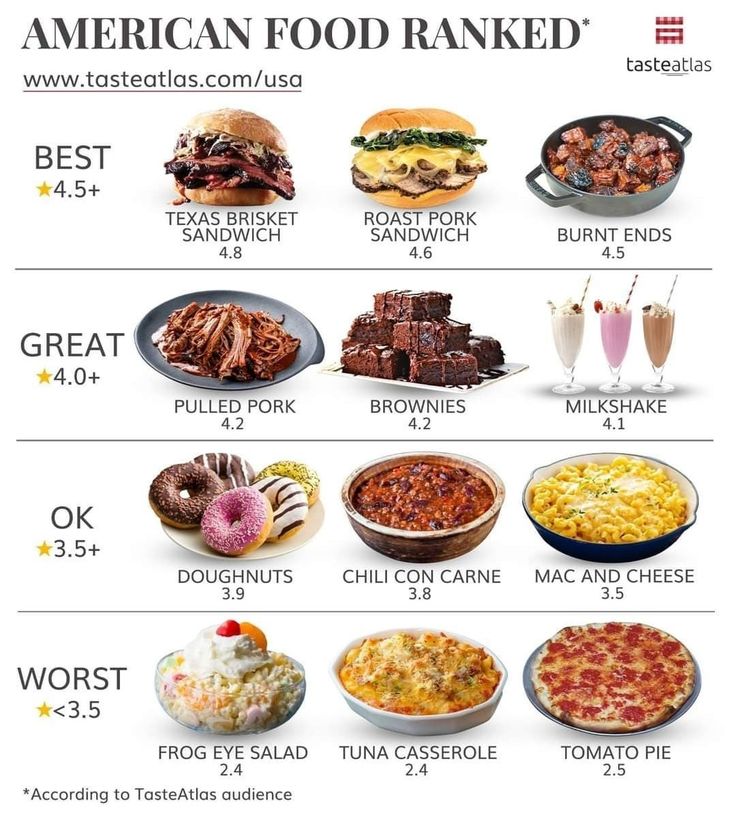 AMERICAN FOOD RANKED*
www.tasteatlas.com/usa
tasteatlas
BEST
4.5+
TEXAS BRISKET
SANDWICH
4.8
ROAST PORK
SANDWICH
4.6
BURNT ENDS
4.5
GREAT
4.0+
PULLED PORK
4.2
BROWNIES
4.2
MILKSHAKE
4.1
OK
3.5+
DOUGHNUTS
3.9
CHILI CON CARNE
3.8
MAC AND CHEESE
3.5
WORST
<3.5
FROG EYE SALAD
2.4
TUNA CASSEROLE
2.4
TOMATO PIE
2.5
*According to TasteAtlas audience